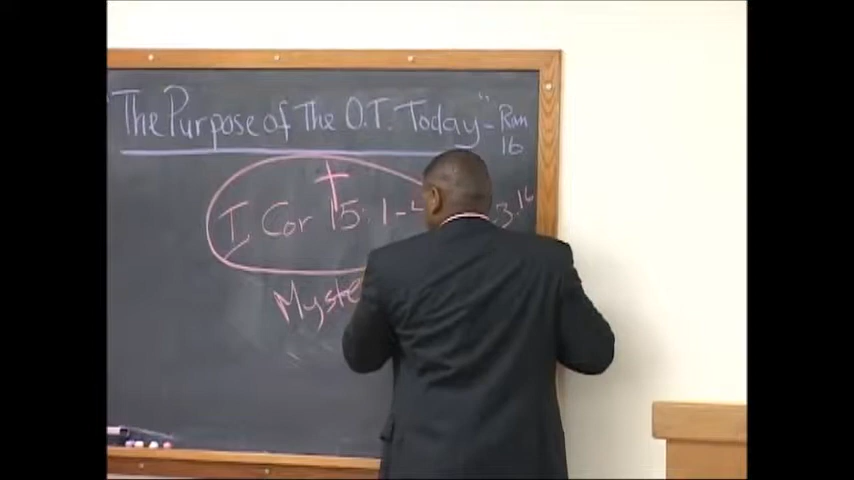 "The Purpose of The O.T. Today" - Rom
16
I Cor 15:1-4
3:16
Myste